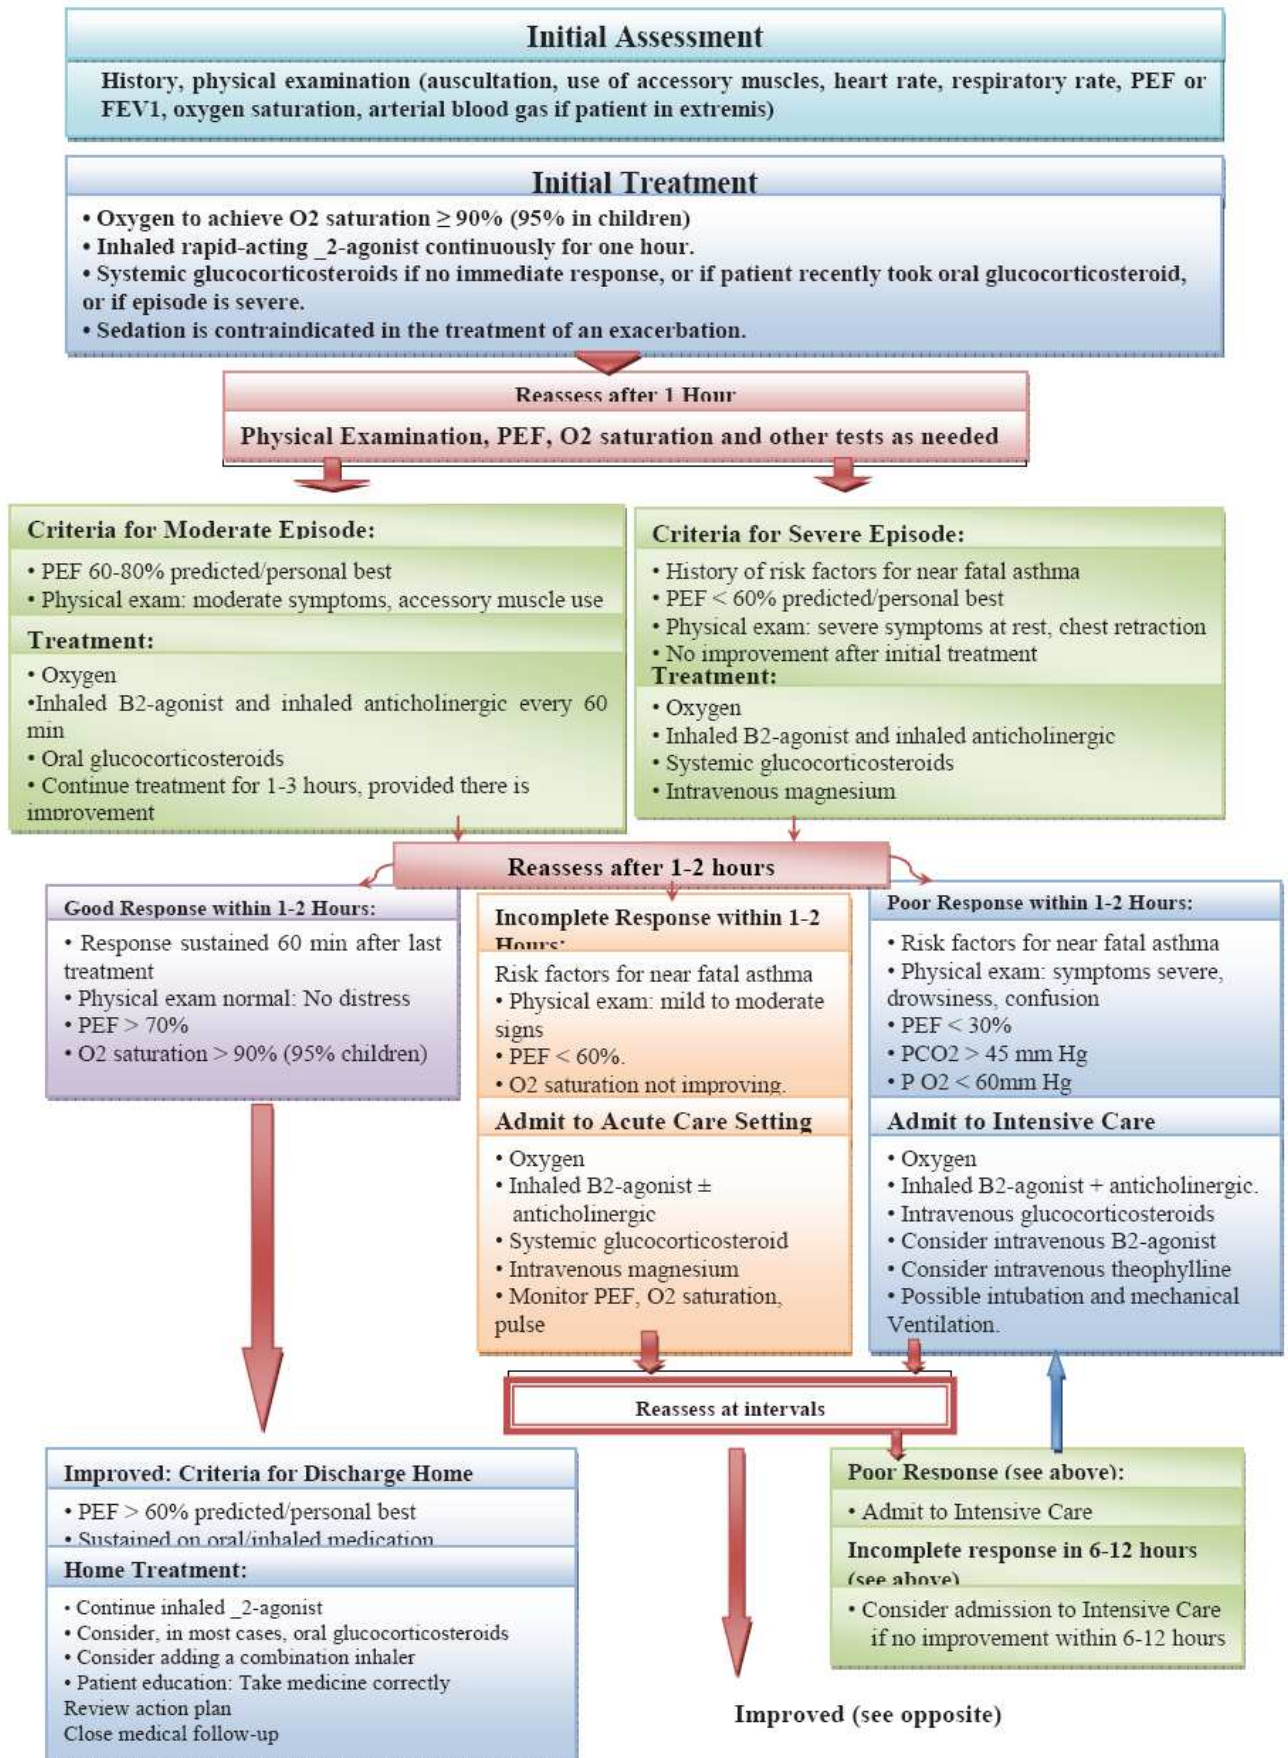 Initial Assessment
History, physical examination (auscultation, use of accessory muscles, heart rate, respiratory rate, PEF or
FEV1, oxygen saturation, arterial blood gas if patient in extremis)
Initial Treatment
• Oxygen to achieve O2 saturation ≥ 90% (95% in children)
• Inhaled rapid-acting _2-agonist continuously for one hour.
• Systemic glucocorticosteroids if no immediate response, or if patient recently took oral glucocorticosteroid,
or if episode is severe.
• Sedation is contraindicated in the treatment of an exacerbation.
Reassess after 1 Hour
Physical Examination, PEF, O2 saturation and other tests as needed
Criteria for Moderate Episode:
• PEF 60-80% predicted/personal best
• Physical exam: moderate symptoms, accessory muscle use
Treatment:
• Oxygen
•Inhaled B2-agonist and inhaled anticholinergic every 60
min
• Oral glucocorticosteroids
• Continue treatment for 1-3 hours, provided there is
improvement
Criteria for Severe Episode:
• History of risk factors for near fatal asthma
• PEF < 60% predicted/personal best
• Physical exam: severe symptoms at rest, chest retraction
• No improvement after initial treatment
Treatment:
• Oxygen
• Inhaled B2-agonist and inhaled anticholinergic
• Systemic glucocorticosteroids
• Intravenous magnesium
Reassess after 1-2 hours
Good Response within 1-2 Hours:
• Response sustained 60 min after last
treatment
• Physical exam normal: No distress
• PEF > 70%
• O2 saturation > 90% (95% children)
Incomplete Response within 1-2
Hours:
Risk factors for near fatal asthma
• Physical exam: mild to moderate
signs
• PEF < 60%.
• O2 saturation not improving.
Admit to Acute Care Setting
• Oxygen
• Inhaled B2-agonist ±
anticholinergic
• Systemic glucocorticosteroid
• Intravenous magnesium
• Monitor PEF, O2 saturation,
pulse
Poor Response within 1-2 Hours:
• Risk factors for near fatal asthma
• Physical exam: symptoms severe,
drowsiness, confusion
• PEF < 30%
• PCO2 > 45 mm Hg
• P O2 < 60mm Hg
Admit to Intensive Care
• Oxygen
• Inhaled B2-agonist + anticholinergic.
• Intravenous glucocorticosteroids
• Consider intravenous B2-agonist
• Consider intravenous theophylline
• Possible intubation and mechanical
Ventilation.
Reassess at intervals
Improved: Criteria for Discharge Home
• PEF > 60% predicted/personal best
• Sustained on oral/inhaled medication
Home Treatment:
• Continue inhaled _2-agonist
• Consider, in most cases, oral glucocorticosteroids
• Consider adding a combination inhaler
• Patient education: Take medicine correctly
Review action plan
Close medical follow-up
Poor Response (see above):
• Admit to Intensive Care
Incomplete response in 6-12 hours
(see above)
• Consider admission to Intensive Care
if no improvement within 6-12 hours
Improved (see opposite)